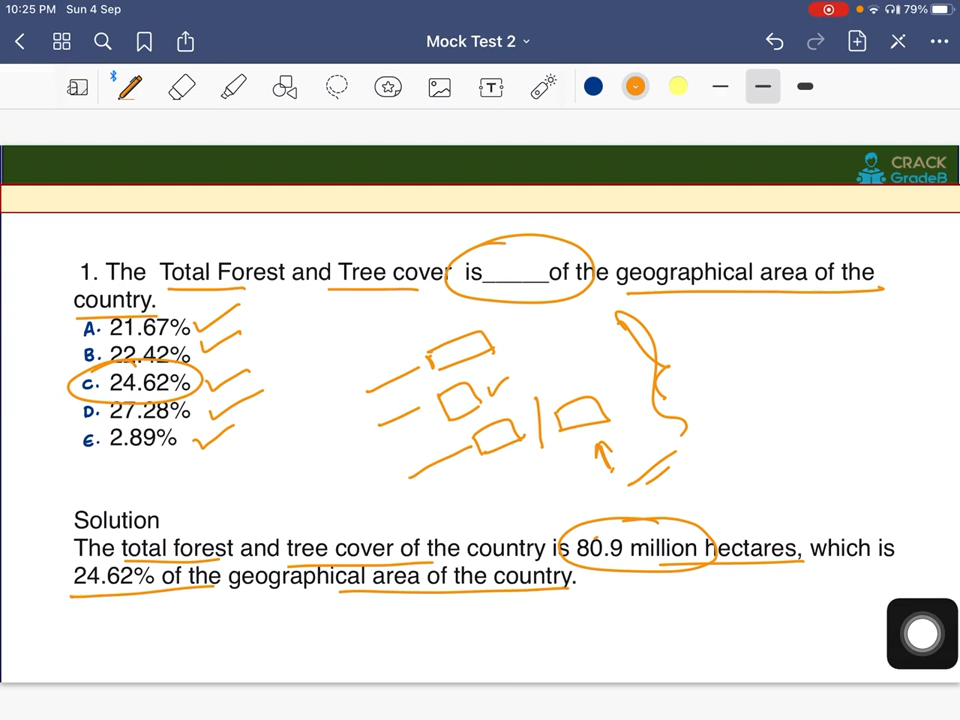 10:25 PM Sun 4 Sep
79%
Mock Test 2
CRACK
GradeB
1. The Total Forest and Tree cover is_____of the geographical area of the
country.
A. 21.67%
B. 22.42%
C. 24.62%
D. 27.28%
E. 2.89%
Solution
The total forest and tree cover of the country is 80.9 million hectares, which is
24.62% of the geographical area of the country.